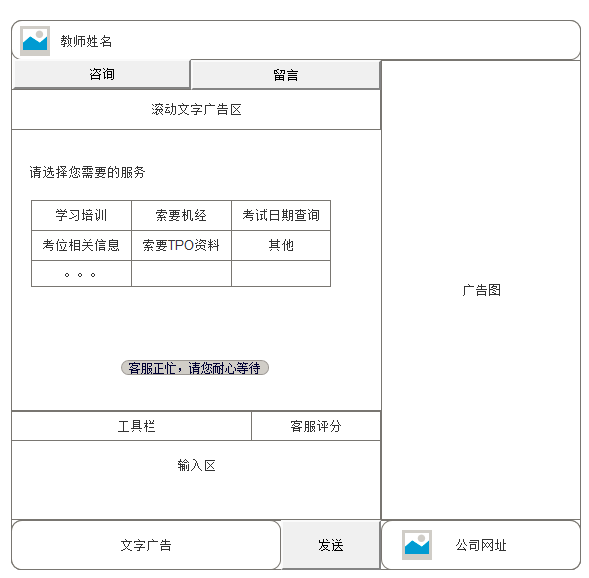 教师姓名
咨询
留言
滚动文字广告区
请选择您需要的服务
学习培训 索要机经 考试日期查询
考位相关信息 索要TPO资料 其他
。。。
广告图
客服正忙，请您耐心等待
工具栏 客服评分
输入区
文字广告
发送
公司网址